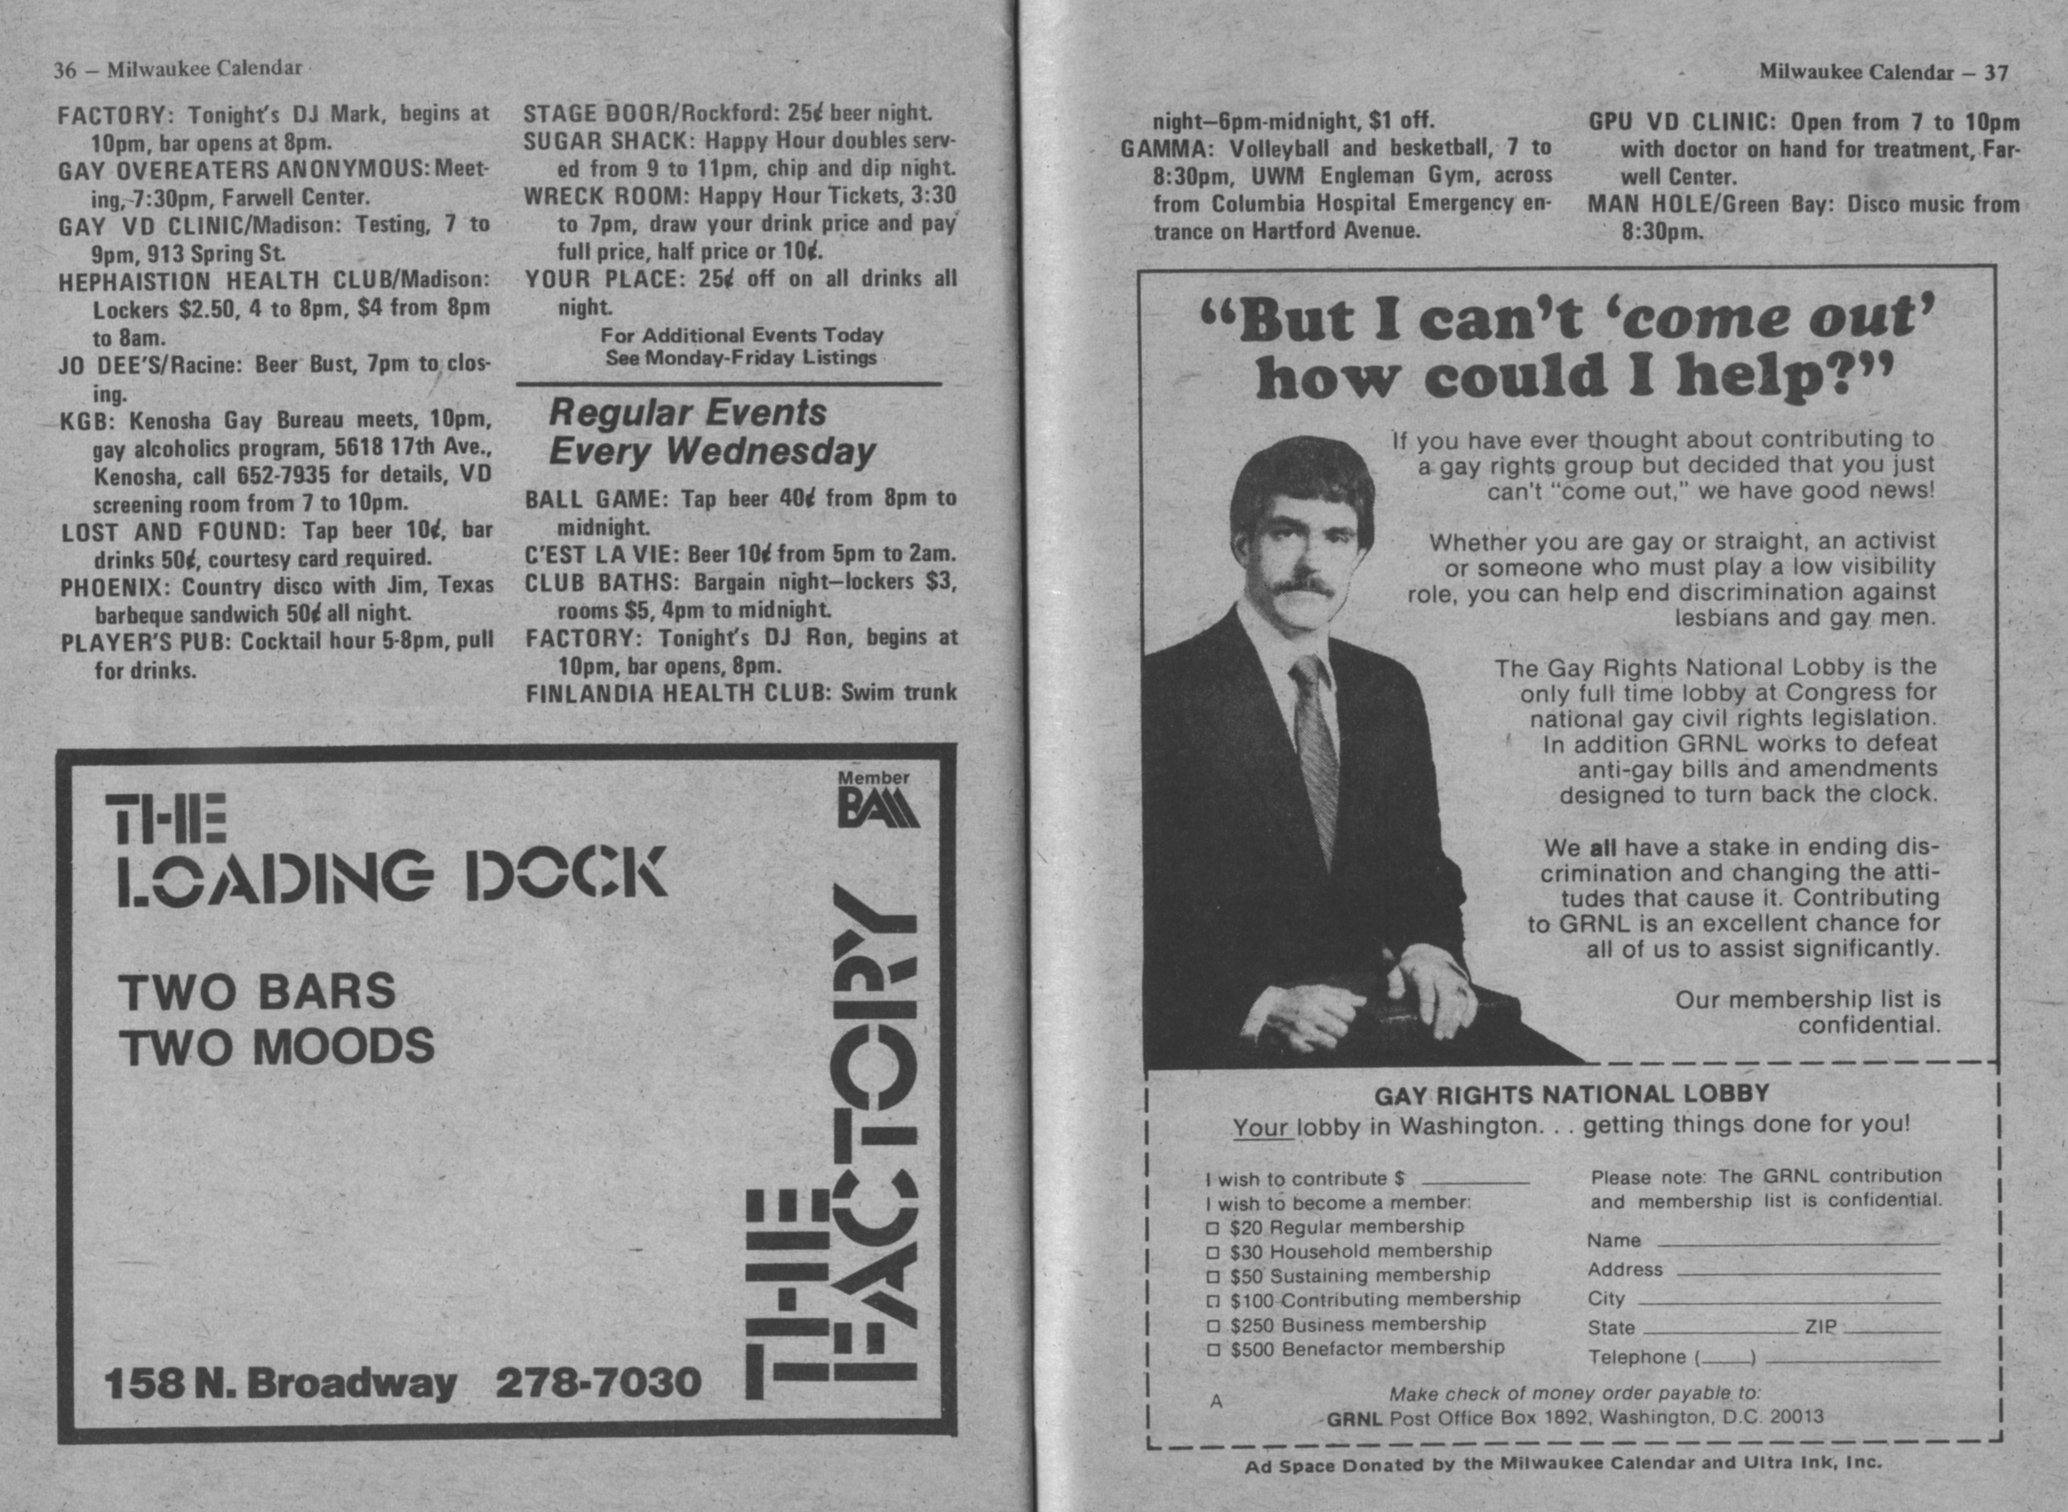 36 — Milwaukee Calendar
FACTORY: Tonight's DJ Mark, begins at
10pm, bar opens at 8pm.
GAY OVEREATERS ANONYMOUS: Meet-
ing, 7:30pm, Farwell Center.
GAY VD CLINIC/Madison: Testing, 7 to
9pm, 913 Spring St.
HEPHAISTION HEALTH CLUB/Madison:
Lockers $2.50, 4 to 8pm, $4 from 8pm
to 8am.
JO DEE'S/Racine: Beer Bust, 7pm to clos-
ing.
KGB: Kenosha Gay Bureau meets, 10pm,
gay alcoholics program, 5618 17th Ave.,
Kenosha, call 652-7935 for details, VD
screening room from 7 to 10pm.
LOST AND FOUND: Tap beer 10¢, bar
drinks 50¢, courtesy card required.
PHOENIX: Country disco with Jim, Texas
barbeque sandwich 50¢ all night.
PLAYER'S PUB: Cocktail hour 5-8pm, pull
for drinks.
STAGE DOOR/Rockford: 25¢ beer night.
SUGAR SHACK: Happy Hour doubles serv-
ed from 9 to 11pm, chip and dip night.
WRECK ROOM: Happy Hour Tickets, 3:30
to 7pm, draw your drink price and pay
full price, half price or 10¢.
YOUR PLACE: 25¢ off on all drinks all
night.
For Additional Events Today
See Monday-Friday Listings
Regular Events
Every Wednesday
BALL GAME: Tap beer 40¢ from 8pm to
midnight.
C'EST LA VIE: Beer 10¢ from 5pm to 2am.
CLUB BATHS: Bargain night—lockers $3,
rooms $5, 4pm to midnight.
FACTORY: Tonight's DJ Ron, begins at
10pm, bar opens, 8pm.
FINLANDIA HEALTH CLUB: Swim trunk
THE
LOADING DOCK
TWO BARS
TWO MOODS
Member
BAM
THE
FACTORY
158 N. Broadway 278-7030
Milwaukee Calendar — 37
night—6pm-midnight, $1 off.
GAMMA: Volleyball and besketball, 7 to
8:30pm, UWM Engleman Gym, across
from Columbia Hospital Emergency en-
trance on Hartford Avenue.
GPU VD CLINIC: Open from 7 to 10pm
with doctor on hand for treatment, Far-
well Center.
MAN HOLE/Green Bay: Disco music from
8:30pm.
"But I can't 'come out'
how could I help?"
If you have ever thought about contributing to
a gay rights group but decided that you just
can't "come out," we have good news!
Whether you are gay or straight, an activist
or someone who must play a low visibility
role, you can help end discrimination against
lesbians and gay men.
The Gay Rights National Lobby is the
only full time lobby at Congress for
national gay civil rights legislation.
In addition GRNL works to defeat
anti-gay bills and amendments
designed to turn back the clock.
We all have a stake in ending dis-
crimination and changing the atti-
tudes that cause it. Contributing
to GRNL is an excellent chance for
all of us to assist significantly.
Our membership list is
confidential.
GAY RIGHTS NATIONAL LOBBY
Your lobby in Washington. . . getting things done for you!
I wish to contribute $
I wish to become a member:
□ $20 Regular membership
□ $30 Household membership
□ $50 Sustaining membership
□ $100 Contributing membership
□ $250 Business membership
□ $500 Benefactor membership
Please note: The GRNL contribution
and membership list is confidential.
Name
Address
City
State ZIP
Telephone ( )
A
Make check of money order payable to:
GRNL Post Office Box 1892, Washington, D.C. 20013
Ad Space Donated by the Milwaukee Calendar and Ultra Ink, Inc.